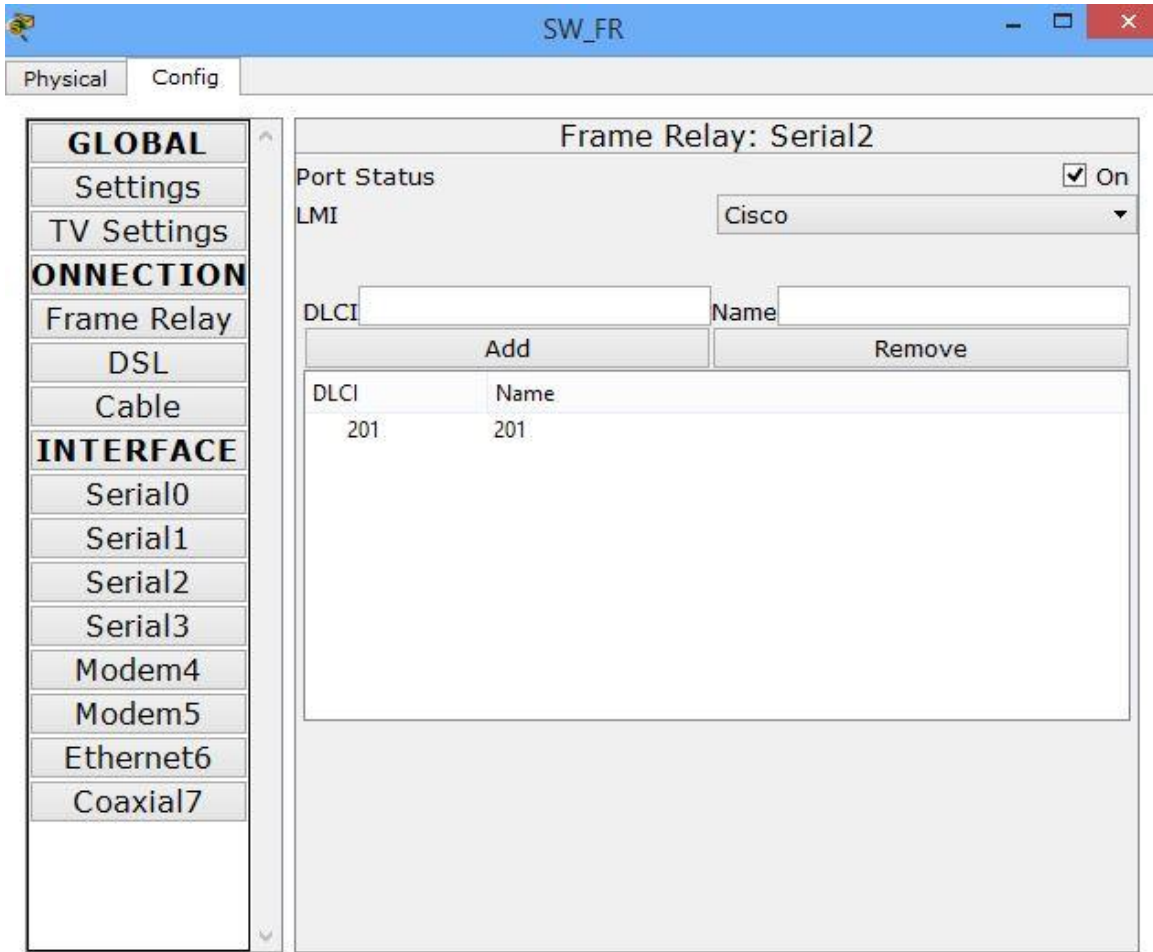 SW_FR
Physical Config
GLOBAL
Settings
TV Settings
ONNECTION
Frame Relay
DSL
Cable
INTERFACE
Serial0
Serial1
Serial2
Serial3
Modem4
Modem5
Ethernet6
Coaxial7
Frame Relay: Serial2
Port Status On
LMI Cisco
DLCI Name
Add Remove
DLCI Name
201 201